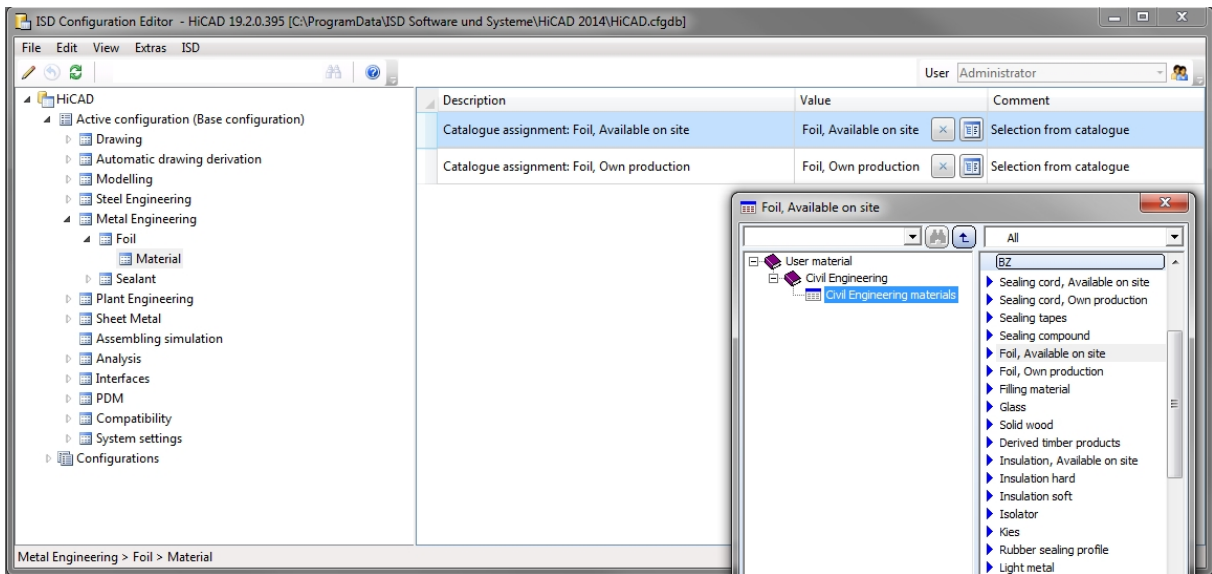 ISD Configuration Editor - HiCAD 19.2.0.395 [C:\ProgramData\ISD Software und Systeme\HiCAD 2014\HiCAD.cfgdb]
File Edit View Extras ISD
User Administrator
HiCAD
Active configuration (Base configuration)
Drawing
Automatic drawing derivation
Modelling
Steel Engineering
Metal Engineering
Foil
Material
Sealant
Plant Engineering
Sheet Metal
Assembling simulation
Analysis
Interfaces
PDM
Compatibility
System settings
Configurations
Description Value Comment
Catalogue assignment: Foil, Available on site Foil, Available on site Selection from catalogue
Catalogue assignment: Foil, Own production Foil, Own production Selection from catalogue
Foil, Available on site
All
User material
Civil Engineering
Civil Engineering materials
BZ
Sealing cord, Available on site
Sealing cord, Own production
Sealing tapes
Sealing compound
Foil, Available on site
Foil, Own production
Filling material
Glass
Solid wood
Derived timber products
Insulation, Available on site
Insulation hard
Insulation soft
Isolator
Kies
Rubber sealing profile
Light metal
Metal Engineering > Foil > Material